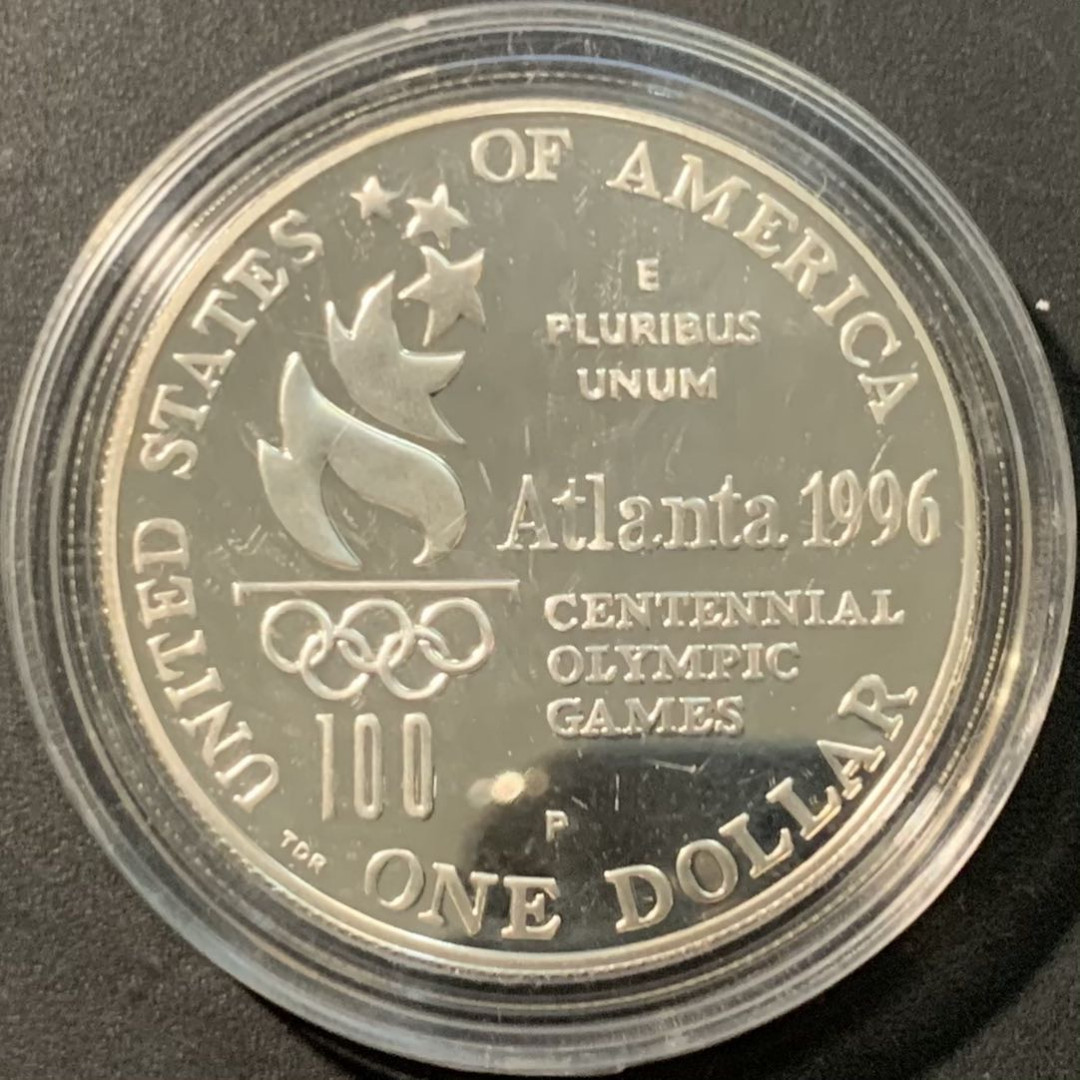 UNITED STATES OF AMERICA
E
PLURIBUS
UNUM
Atlanta 1996
CENTENNIAL
OLYMPIC
GAMES
100
P
TDR
ONE DOLLAR